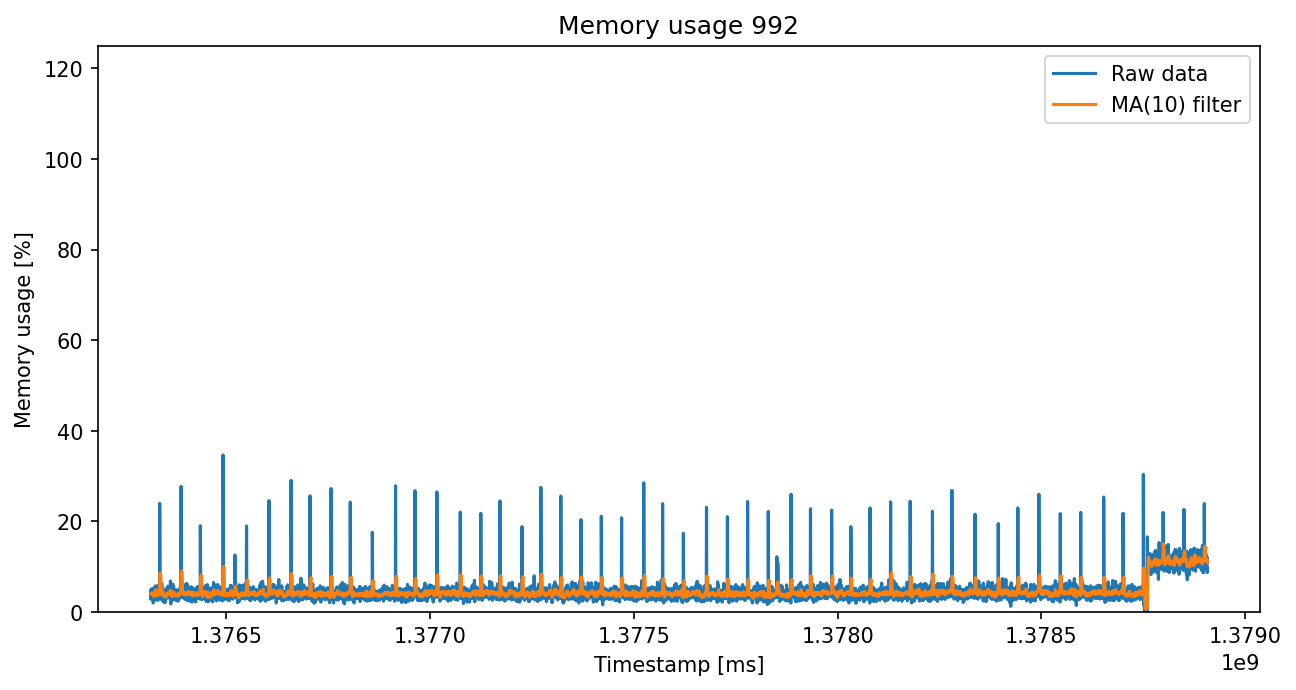 Memory usage 992
Raw data
MA(10) filter
Memory usage [%]
120
100
80
60
40
20
0
1.3765 1.3770 1.3775 1.3780 1.3785 1.3790
1e9
Timestamp [ms]